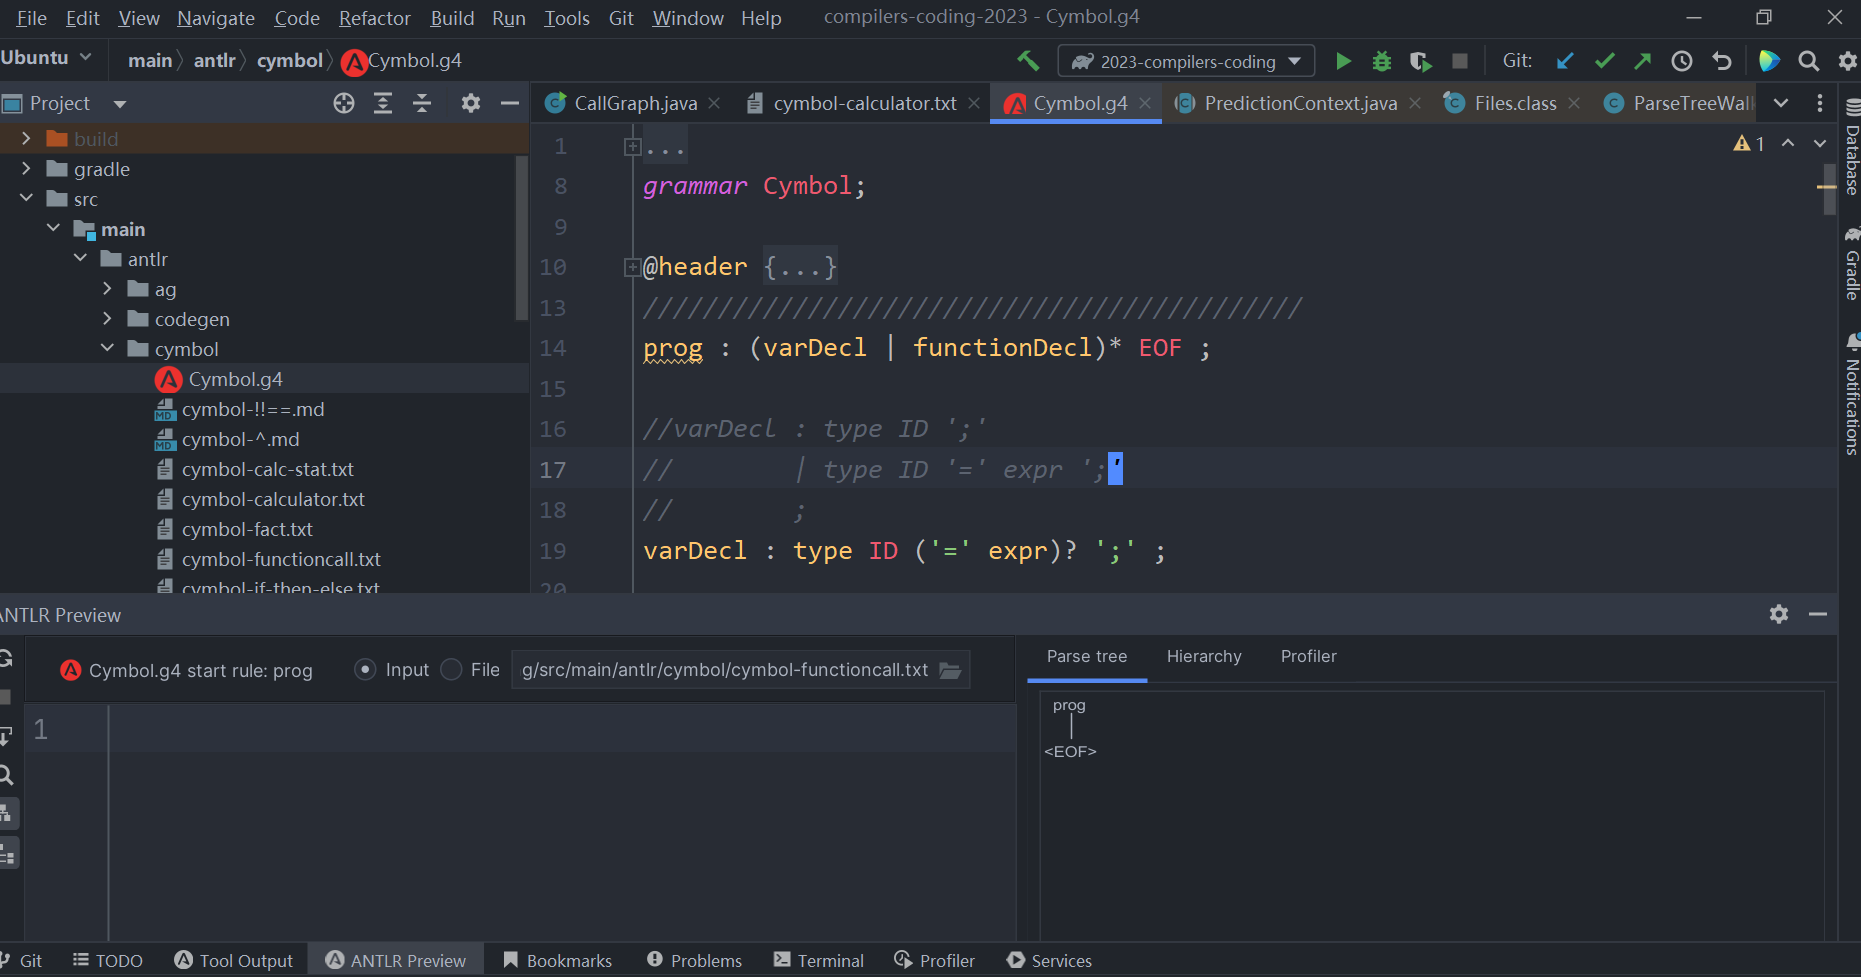 File Edit View Navigate Code Refactor Build Run Tools Git Window Help compilers-coding-2023 - Cymbol.g4
Ubuntu main antlr cymbol Cymbol.g4 2023-compilers-coding Git:
Project
CallGraph.java cymbol-calculator.txt Cymbol.g4 PredictionContext.java Files.class ParseTreeWal
build
gradle
src
main
antlr
ag
codegen
cymbol
Cymbol.g4
cymbol-!!==.md
cymbol-^.md
cymbol-calc-stat.txt
cymbol-calculator.txt
cymbol-fact.txt
cymbol-functioncall.txt
cymbol-if-then-else.txt
1 ...
8 grammar Cymbol;
9
10 @header {...}
13 ////////////////////////////////////////////
14 prog : (varDecl | functionDecl)* EOF ;
15
16 //varDecl : type ID ';'
17 //        | type ID '=' expr ';'
18 //        ;
19 varDecl : type ID ('=' expr)? ';' ;
20
1
Database
Gradle
Notifications
ANTLR Preview
Cymbol.g4 start rule: prog Input File g/src/main/antlr/cymbol/cymbol-functioncall.txt
1
Parse tree Hierarchy Profiler
prog
<EOF>
Git TODO Tool Output ANTLR Preview Bookmarks Problems Terminal Profiler Services